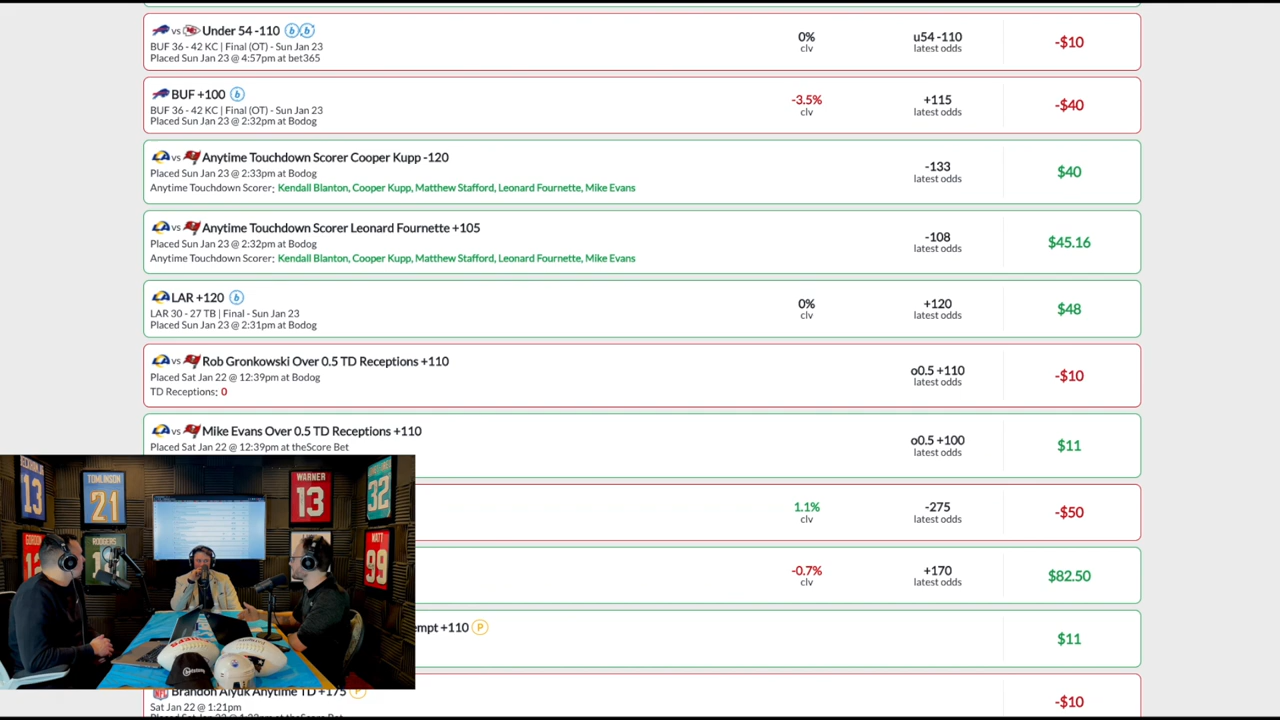 vs Under 54 -110 b b
BUF 36 - 42 KC | Final (OT) - Sun Jan 23
Placed Sun Jan 23 @ 4:57pm at bet365
0%
clv
u54 -110
latest odds
-$10
BUF +100 b
BUF 36 - 42 KC | Final (OT) - Sun Jan 23
Placed Sun Jan 23 @ 2:32pm at Bodog
-3.5%
clv
+115
latest odds
-$40
vs Anytime Touchdown Scorer Cooper Kupp -120
Placed Sun Jan 23 @ 2:33pm at Bodog
Anytime Touchdown Scorer: Kendall Blanton, Cooper Kupp, Matthew Stafford, Leonard Fournette, Mike Evans
-133
latest odds
$40
vs Anytime Touchdown Scorer Leonard Fournette +105
Placed Sun Jan 23 @ 2:32pm at Bodog
Anytime Touchdown Scorer: Kendall Blanton, Cooper Kupp, Matthew Stafford, Leonard Fournette, Mike Evans
-108
latest odds
$45.16
LAR +120 b
LAR 30 - 27 TB | Final - Sun Jan 23
Placed Sun Jan 23 @ 2:31pm at Bodog
0%
clv
+120
latest odds
$48
vs Rob Gronkowski Over 0.5 TD Receptions +110
Placed Sat Jan 22 @ 12:39pm at Bodog
TD Receptions: 0
o0.5 +110
latest odds
-$10
vs Mike Evans Over 0.5 TD Receptions +110
Placed Sat Jan 22 @ 12:39pm at theScore Bet
o0.5 +100
latest odds
$11
1.1%
clv
-275
latest odds
-$50
-0.7%
clv
+170
latest odds
$82.50
empt +110 P
$11
Brandon Aiyuk Anytime TD +175 P
Sat Jan 22 @ 1:21pm
-$10
13
TOMLINSON
21
WARNER
13
32
RODGERS
WATT
99